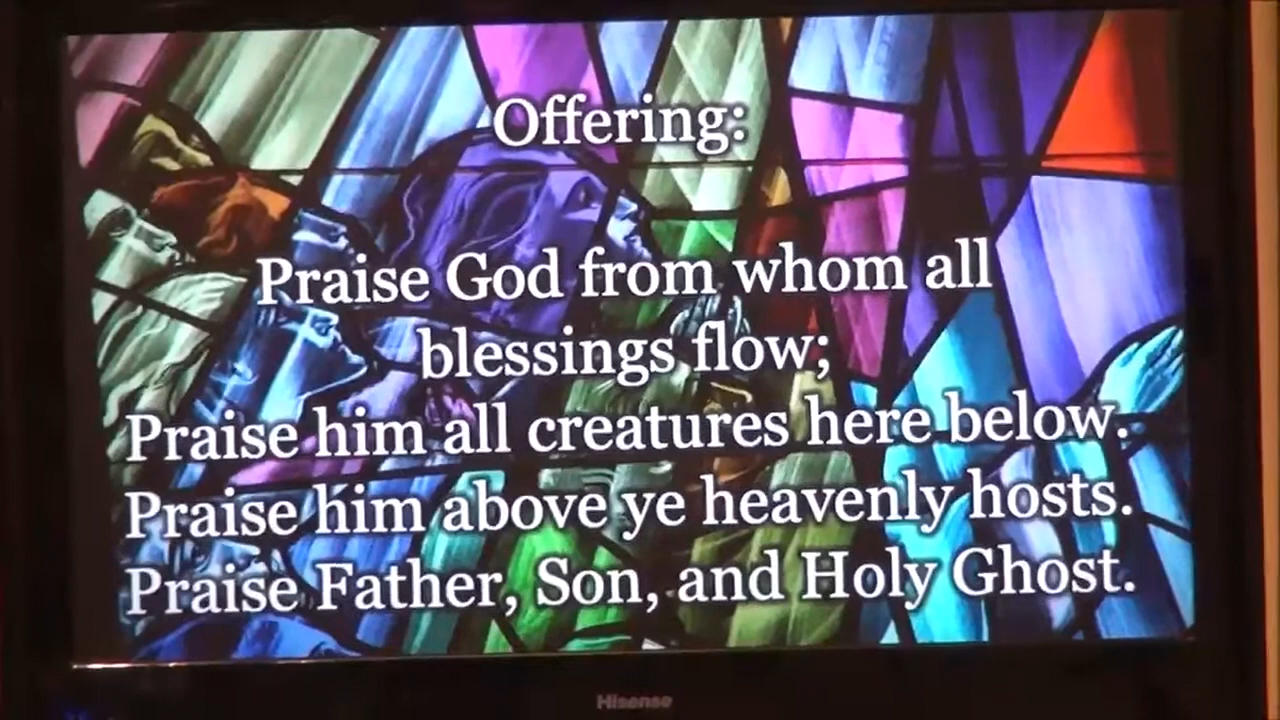 Offering:
Praise God from whom all
blessings flow;
Praise him all creatures here below.
Praise him above ye heavenly hosts.
Praise Father, Son, and Holy Ghost.
Hisense